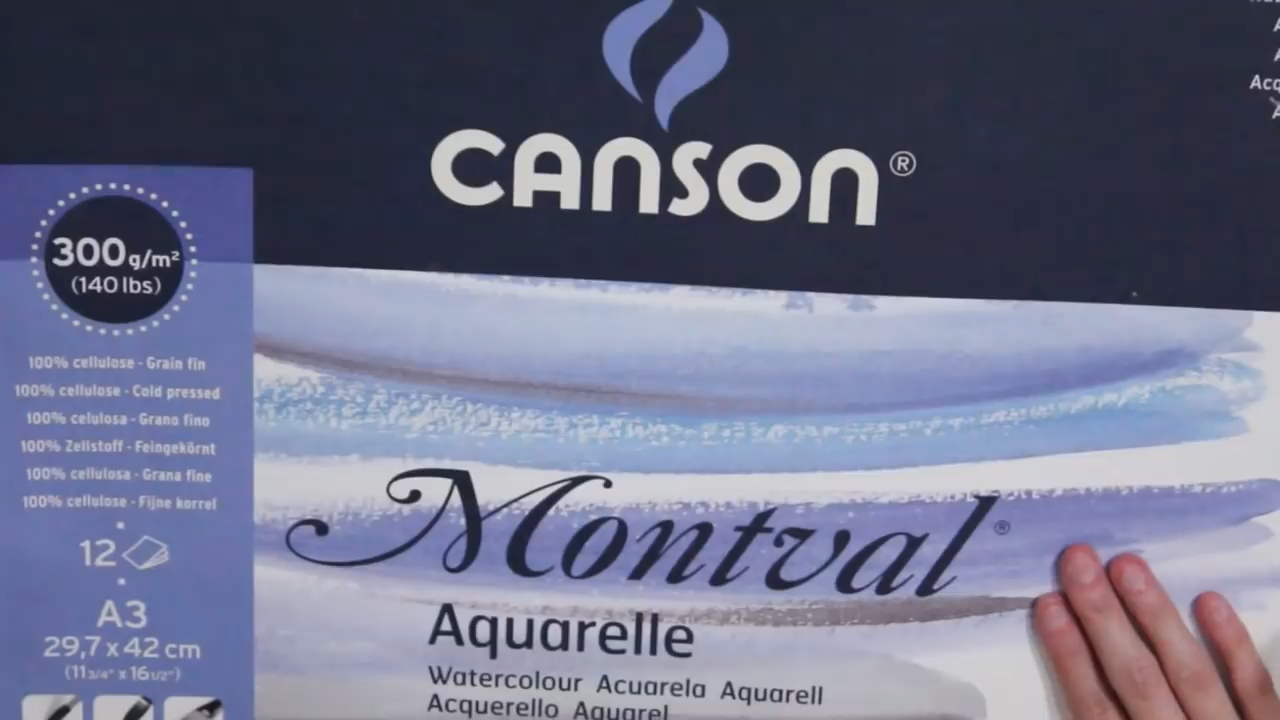 CANSON®
Acq
300 g/m²
(140 lbs)
100% cellulose - Grain fin
100% cellulose - Cold pressed
100% celulosa - Grano fino
100% Zellstoff - Feingekörnt
100% cellulosa - Grana fine
100% cellulose - Fijne korrel
12
A3
29,7 x 42 cm
(11 3/4" x 16 1/2")
Montval®
Aquarelle
Watercolour Acuarela Aquarell
Acquerello Aquarel